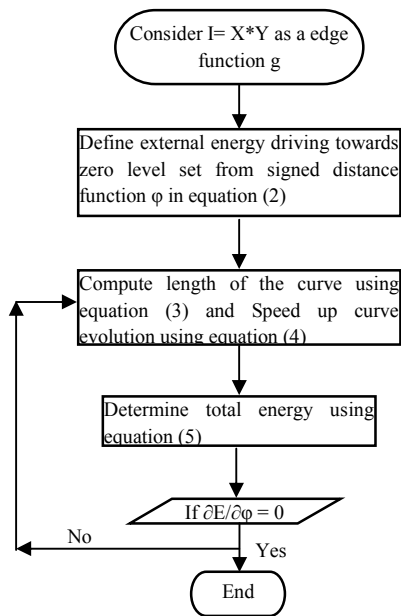 Consider I= X*Y as a edge
function g
Define external energy driving towards
zero level set from signed distance
function φ in equation (2)
Compute length of the curve using
equation (3) and Speed up curve
evolution using equation (4)
Determine total energy using
equation (5)
If ∂E/∂φ = 0
No
Yes
End